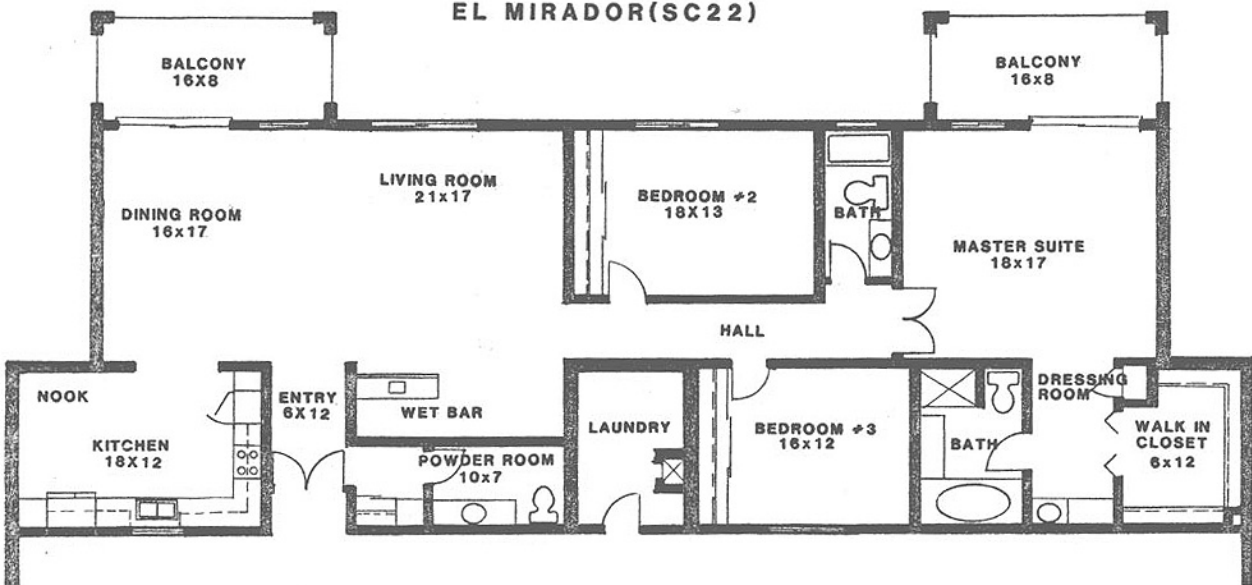 EL MIRADOR(SC22)
BALCONY
16X8
BALCONY
16x8
LIVING ROOM
21x17
DINING ROOM
16x17
BEDROOM #2
18X13
BATH
MASTER SUITE
18x17
HALL
NOOK
ENTRY
6X12
WET BAR
KITCHEN
18X12
POWDER ROOM
10x7
LAUNDRY
BEDROOM #3
16x12
BATH
DRESSING
ROOM
WALK IN
CLOSET
6x12